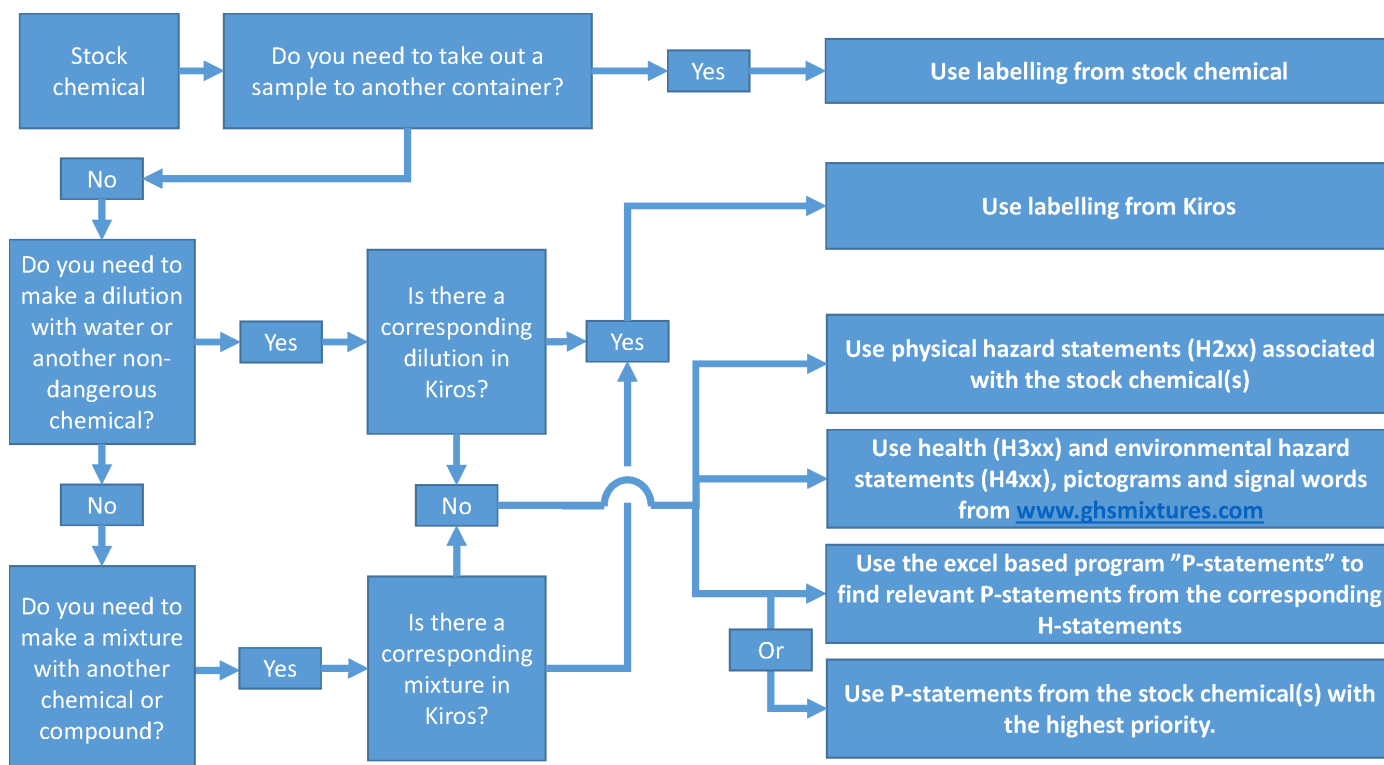 Stock
chemical
Do you need to take out a
sample to another container?
Yes
Use labelling from stock chemical
No
Use labelling from Kiros
Do you need to
make a dilution
with water or
another non-
dangerous
chemical?
Yes
Is there a
corresponding
dilution in
Kiros?
Yes
Use physical hazard statements (H2xx) associated
with the stock chemical(s)
No
No
Use health (H3xx) and environmental hazard
statements (H4xx), pictograms and signal words
from www.ghsmixtures.com
Do you need to
make a mixture
with another
chemical or
compound?
Yes
Is there a
corresponding
mixture in
Kiros?
Use the excel based program ”P-statements” to
find relevant P-statements from the corresponding
H-statements
Or
Use P-statements from the stock chemical(s) with
the highest priority.